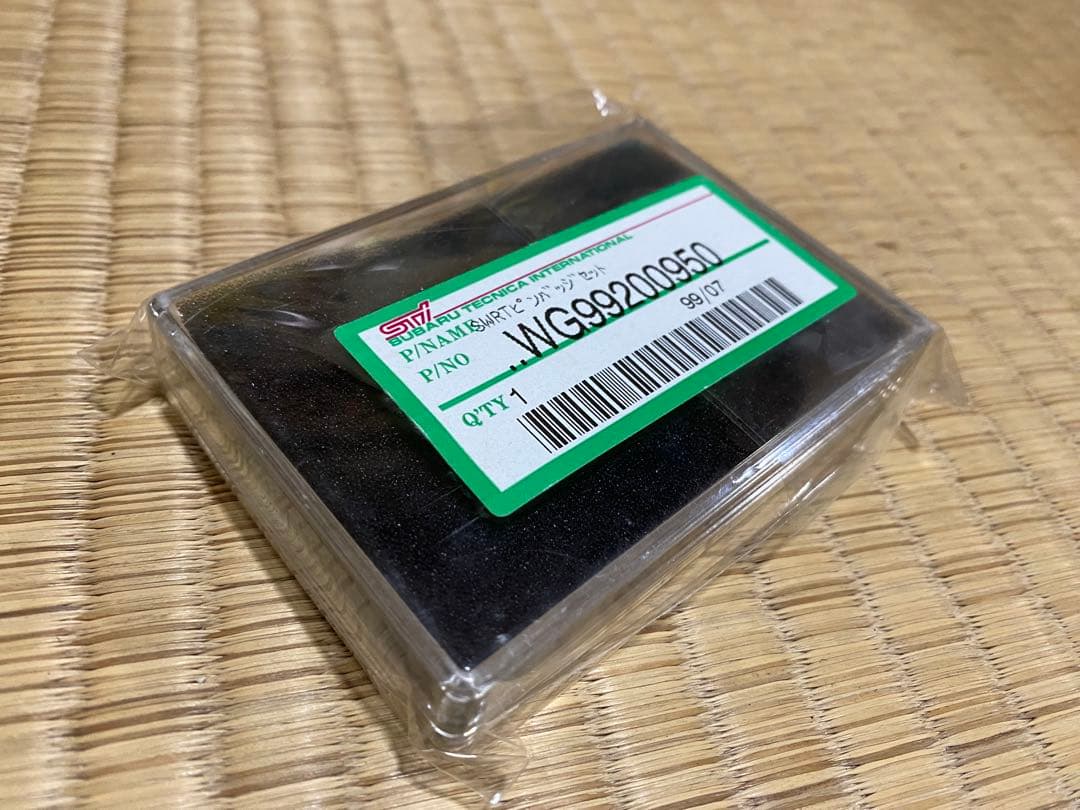 STi
SUBARU TECNICA INTERNATIONAL
P/NAME SWRTピンバッジセット
P/NO ..WG99200950
99/07
Q'TY 1